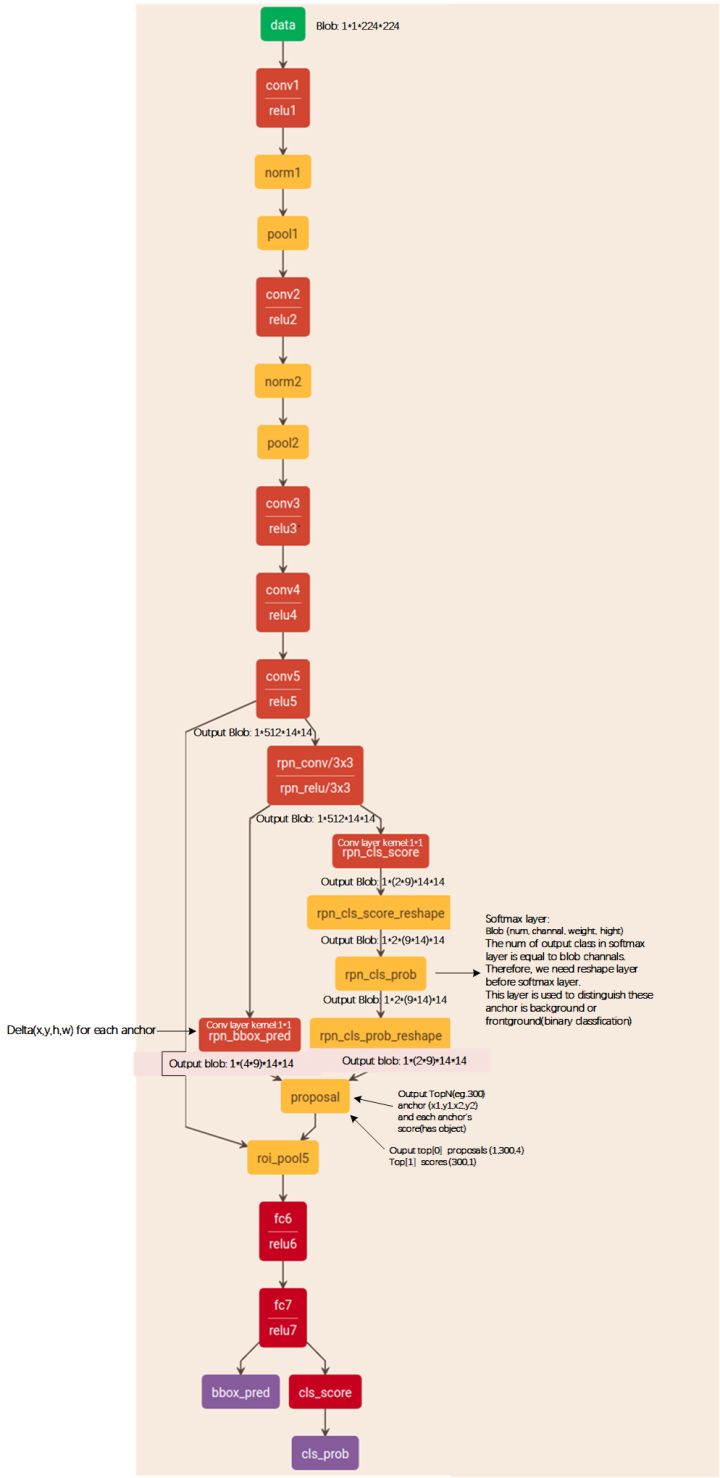 data
Blob: 1*1*224*224
conv1
relu1
norm1
pool1
conv2
relu2
norm2
pool2
conv3
relu3
conv4
relu4
conv5
relu5
Output Blob: 1*512*14*14
rpn_conv/3x3
rpn_relu/3x3
Output Blob: 1*512*14*14
Conv layer kernel:1*1
rpn_cls_score
Output Blob: 1*(2*9)*14*14
rpn_cls_score_reshape
Output Blob: 1*2*(9*14)*14
rpn_cls_prob
Output Blob: 1*2*(9*14)*14
Softmax layer:
Blob (num, channal, weight, hight)
The num of output class in softmax
layer is equal to blob channals.
Therefore, we need reshape layer
before softmax layer.
This layer is used to distinguish these
anchor is background or
frontground(binary classfication)
Delta(x,y,h,w) for each anchor
Conv layer kernel:1*1
rpn_bbox_pred
rpn_cls_prob_reshape
Output blob: 1*(4*9)*14*14
Output blob: 1*(2*9)*14*14
proposal
Output TopN(eg.300)
anchor (x1,y1,x2,y2)
and each anchor's
score(has object)
Ouput top[0] proposals (1,300,4)
Top[1] scores (300,1)
roi_pool5
fc6
relu6
fc7
relu7
bbox_pred
cls_score
cls_prob